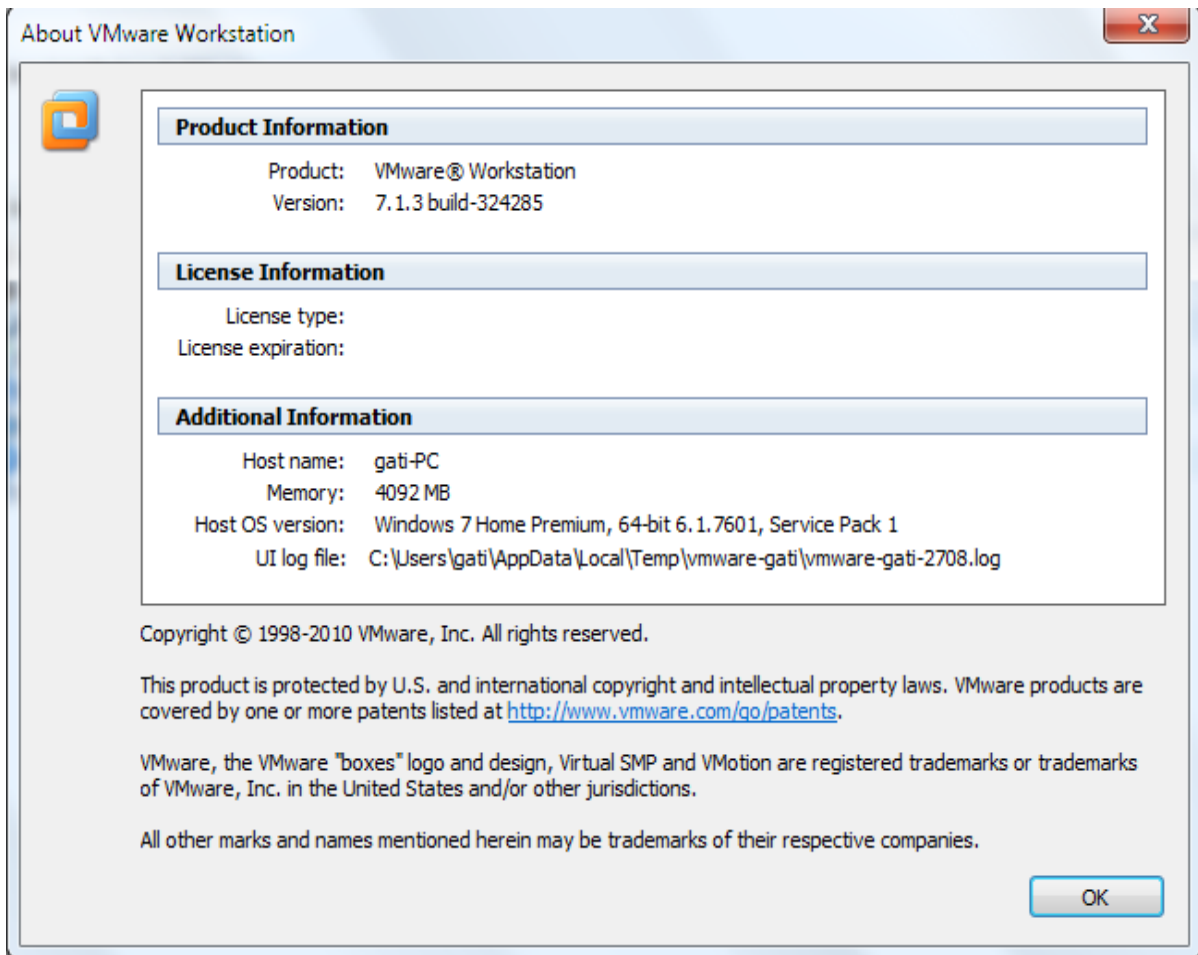 About VMware Workstation
Product Information
Product: VMware® Workstation
Version: 7.1.3 build-324285
License Information
License type:
License expiration:
Additional Information
Host name: gati-PC
Memory: 4092 MB
Host OS version: Windows 7 Home Premium, 64-bit 6.1.7601, Service Pack 1
UI log file: C:\Users\gati\AppData\Local\Temp\vmware-gati\vmware-gati-2708.log
Copyright © 1998-2010 VMware, Inc. All rights reserved.
This product is protected by U.S. and international copyright and intellectual property laws. VMware products are
covered by one or more patents listed at http://www.vmware.com/go/patents.
VMware, the VMware "boxes" logo and design, Virtual SMP and VMotion are registered trademarks or trademarks
of VMware, Inc. in the United States and/or other jurisdictions.
All other marks and names mentioned herein may be trademarks of their respective companies.
OK